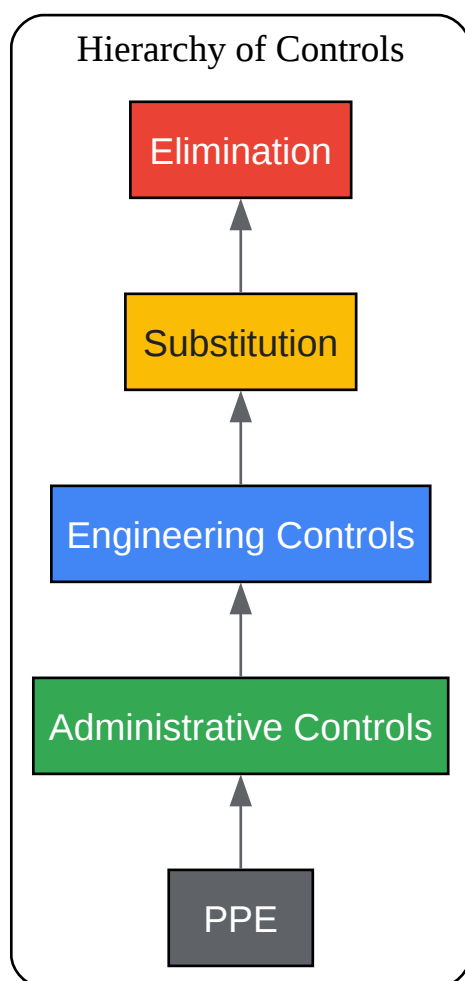 Hierarchy of Controls
Elimination
Substitution
Engineering Controls
Administrative Controls
PPE